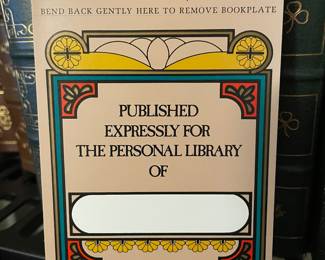 BEND BACK GENTLY HERE TO REMOVE BOOKPLATE
PUBLISHED
EXPRESSLY FOR
THE PERSONAL LIBRARY
OF